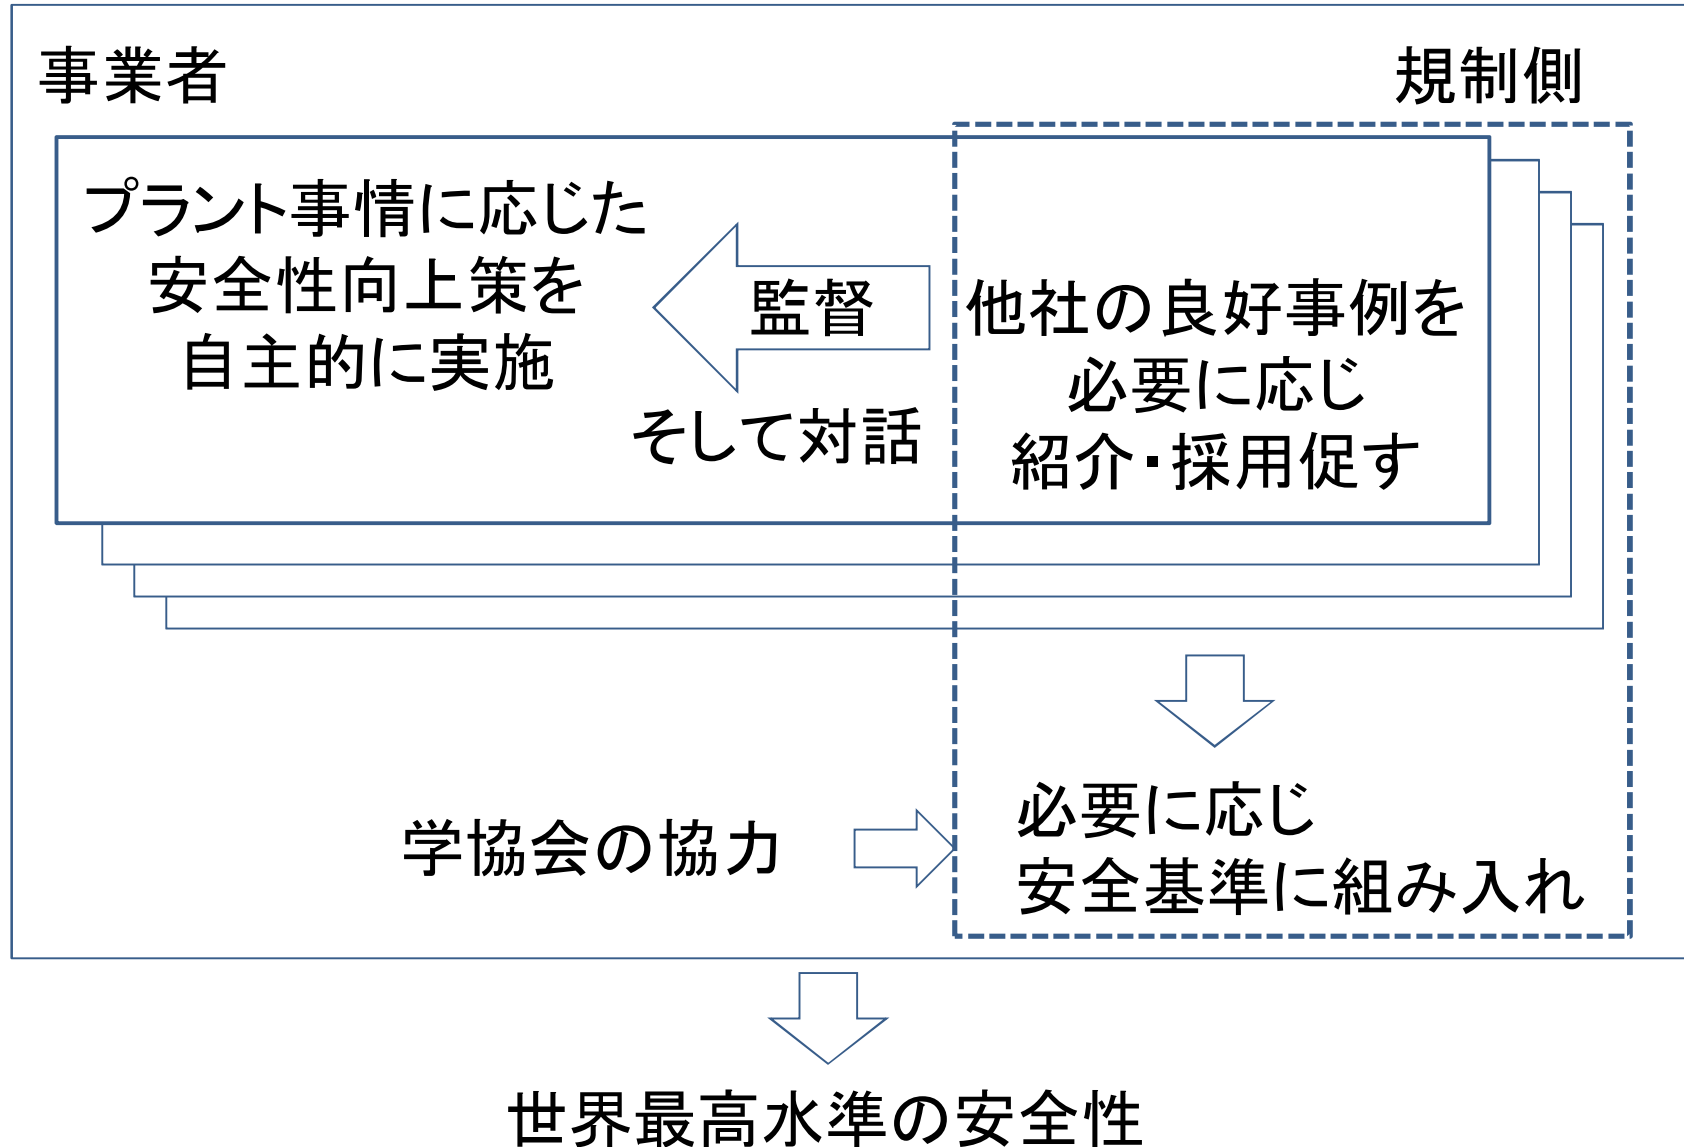 事業者
規制側
プラント事情に応じた
安全性向上策を
自主的に実施
監督
そして対話
他社の良好事例を
必要に応じ
紹介・採用促す
学協会の協力
必要に応じ
安全基準に組み入れ
世界最高水準の安全性